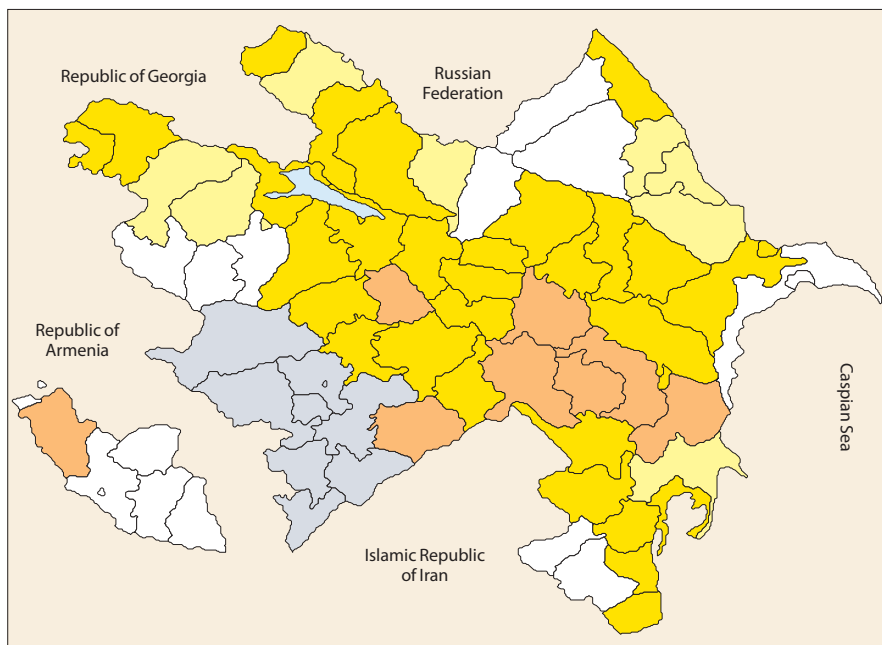 Republic of Georgia
Russian
Federation
Republic of
Armenia
Caspian Sea
Islamic Republic
of Iran